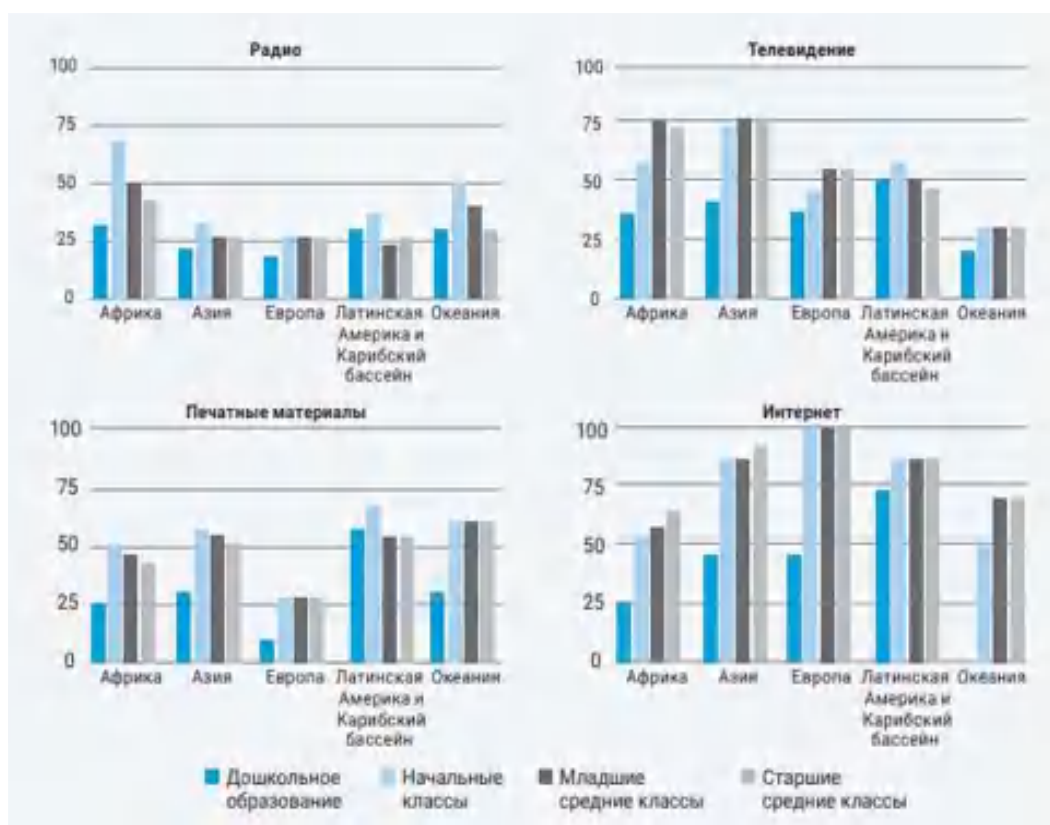 Радио
100
75
50
25
0
Африка Азия Европа Латинская Океания
Америка и
Карибский
бассейн
Телевидение
100
75
50
25
0
Африка Азия Европа Латинская Океания
Америка и
Карибский
бассейн
Печатные материалы
100
75
50
25
0
Африка Азия Европа Латинская Океания
Америка и
Карибский
бассейн
Интернет
100
75
50
25
0
Африка Азия Европа Латинская Океания
Америка и
Карибский
бассейн
Дошкольное
образование
Начальные
классы
Младшие
средние классы
Старшие
средние классы